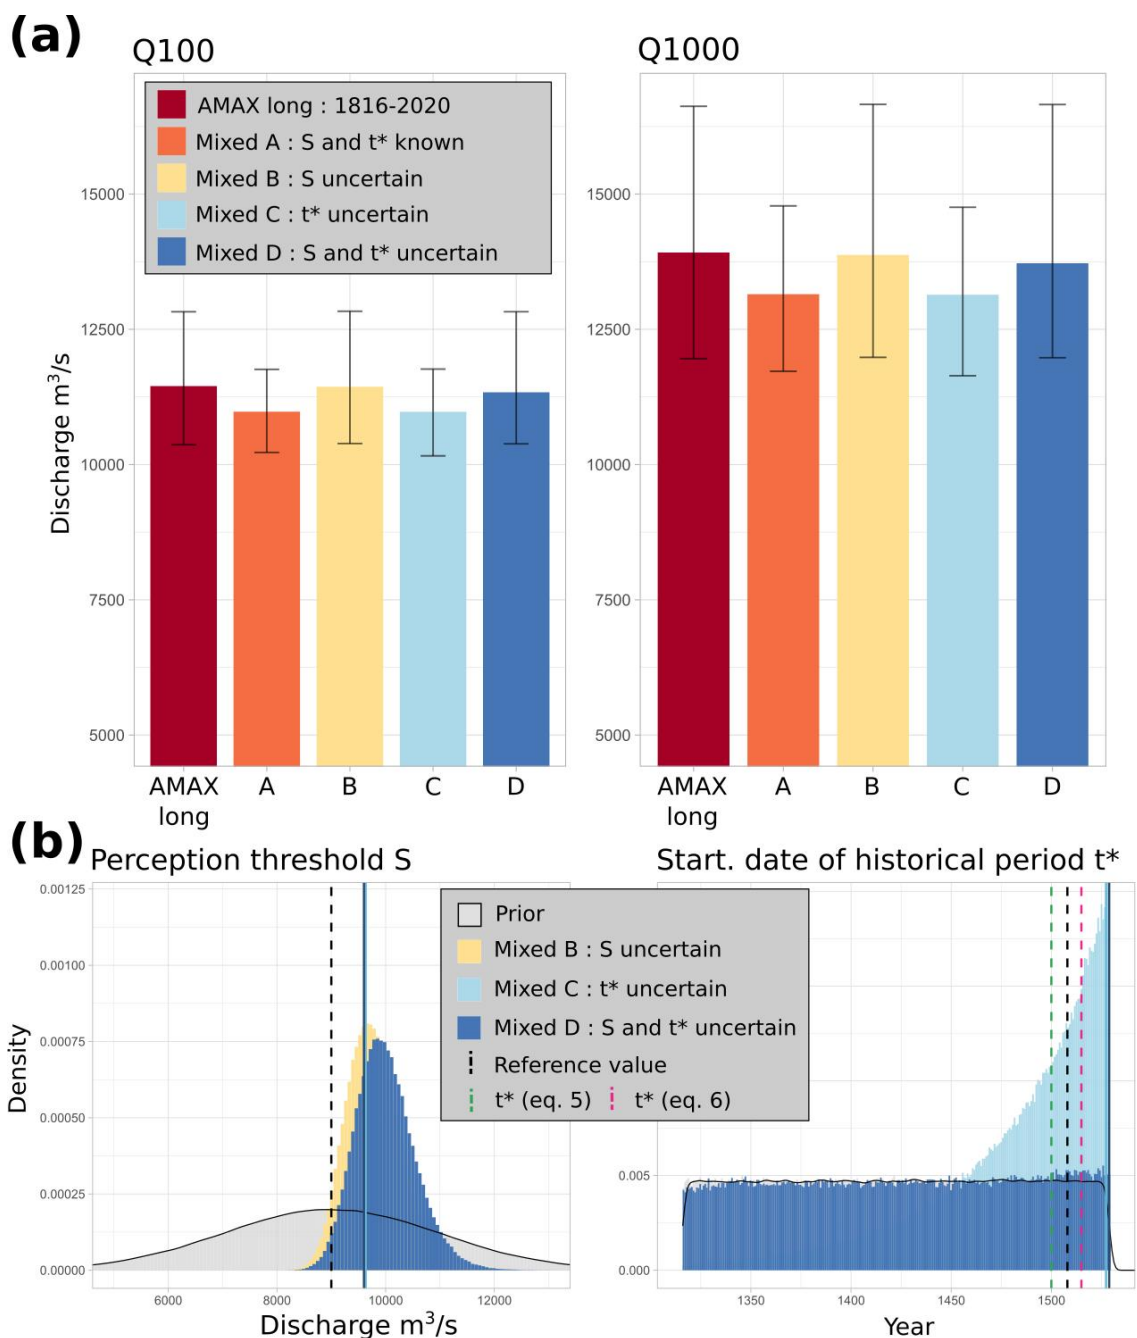 (a)
Q100
Q1000
AMAX long : 1816-2020
Mixed A : S and t* known
Mixed B : S uncertain
Mixed C : t* uncertain
Mixed D : S and t* uncertain
Discharge m³/s
15000
12500
10000
7500
5000
15000
12500
10000
7500
5000
AMAX
long
A
B
C
D
AMAX
long
A
B
C
D
(b)
Perception threshold S
Start. date of historical period t*
Prior
Mixed B : S uncertain
Mixed C : t* uncertain
Mixed D : S and t* uncertain
Reference value
t* (eq. 5)
t* (eq. 6)
Density
0.00125
0.00100
0.00075
0.00050
0.00025
0.00000
6000
8000
10000
12000
Discharge m³/s
0.005
0.000
1350
1400
1450
1500
Year